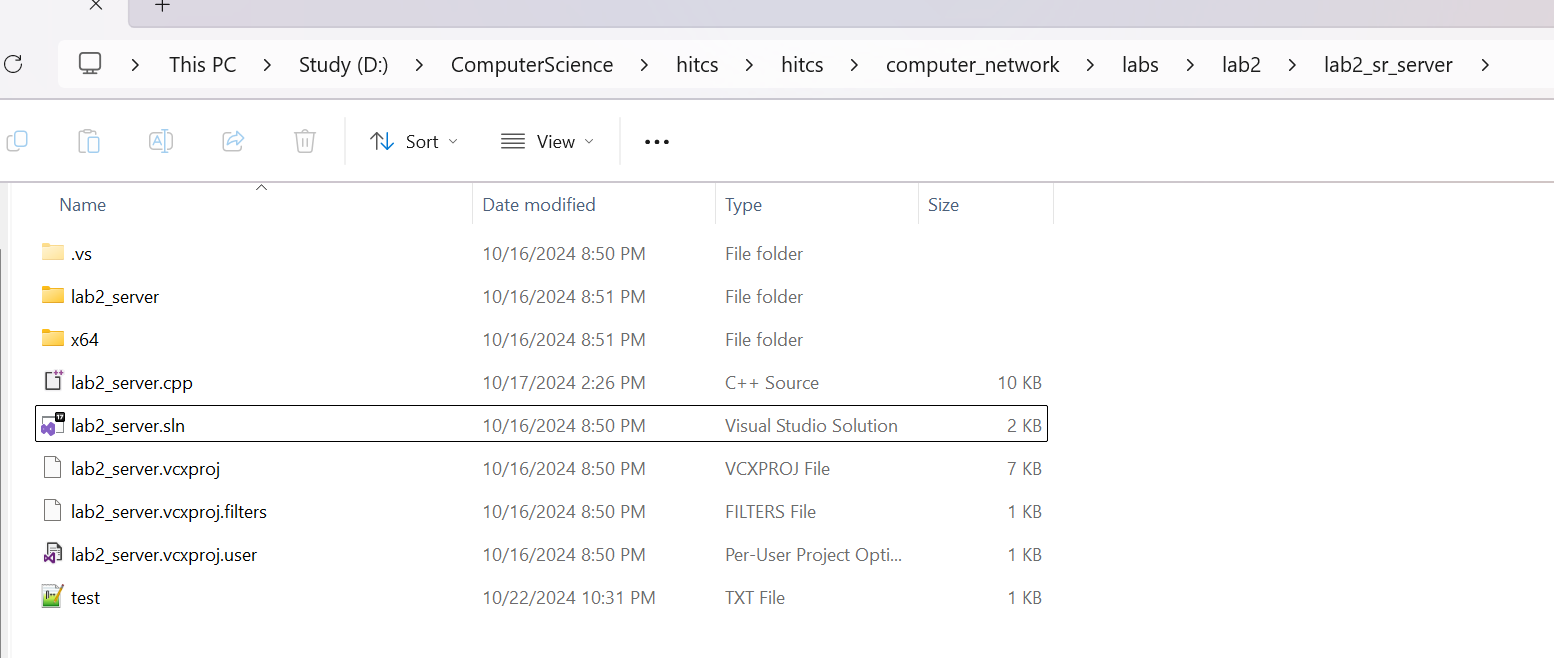 This PC > Study (D:) > ComputerScience > hitcs > hitcs > computer_network > labs > lab2 > lab2_sr_server >
Sort View
Name Date modified Type Size
.vs 10/16/2024 8:50 PM File folder
lab2_server 10/16/2024 8:51 PM File folder
x64 10/16/2024 8:51 PM File folder
lab2_server.cpp 10/17/2024 2:26 PM C++ Source 10 KB
lab2_server.sln 10/16/2024 8:50 PM Visual Studio Solution 2 KB
lab2_server.vcxproj 10/16/2024 8:50 PM VCXPROJ File 7 KB
lab2_server.vcxproj.filters 10/16/2024 8:50 PM FILTERS File 1 KB
lab2_server.vcxproj.user 10/16/2024 8:50 PM Per-User Project Opti... 1 KB
test 10/22/2024 10:31 PM TXT File 1 KB